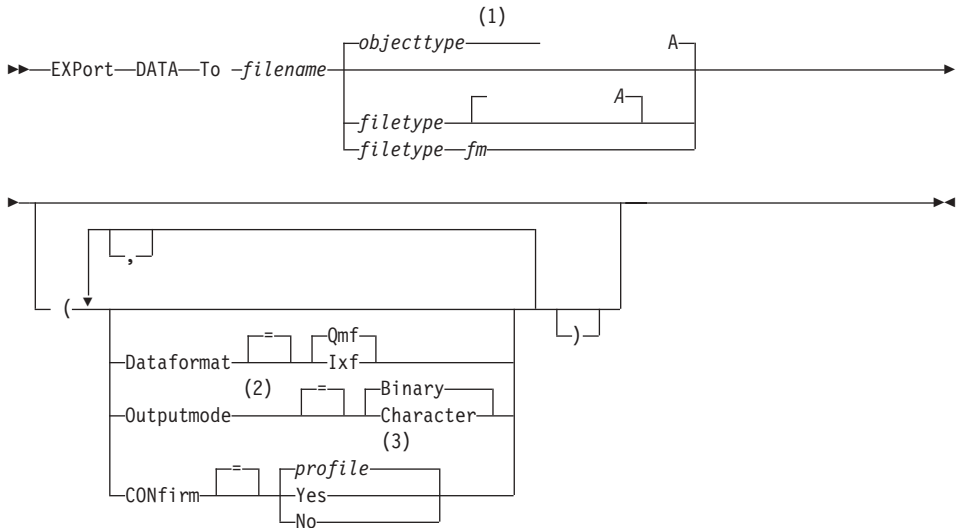 (1)
objecttype A
EXPort DATA To filename
A
filetype
filetype fm
,
(
)
= Qmf
Dataformat Ixf
(2) = Binary
Outputmode Character
(3)
= profile
CONfirm Yes
No